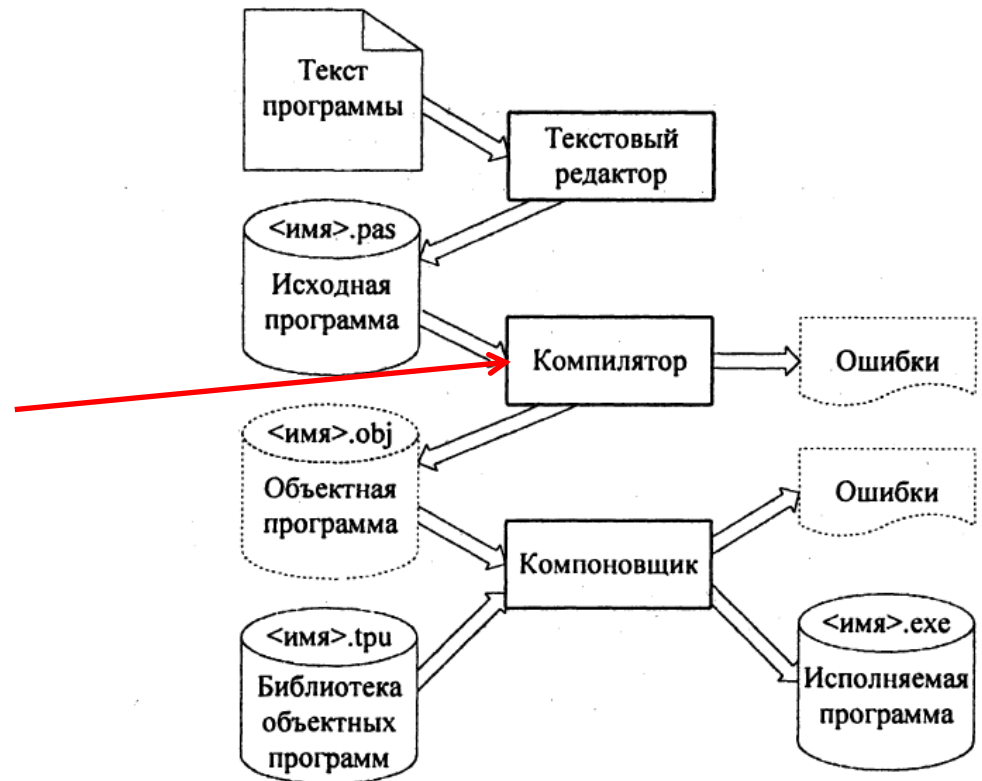 Текст
программы
Текстовый
редактор
<имя>.pas
Исходная
программа
Компилятор
Ошибки
<имя>.obj
Объектная
программа
Ошибки
Компоновщик
<имя>.tpu
Библиотека
объектных
программ
<имя>.exe
Исполняемая
программа